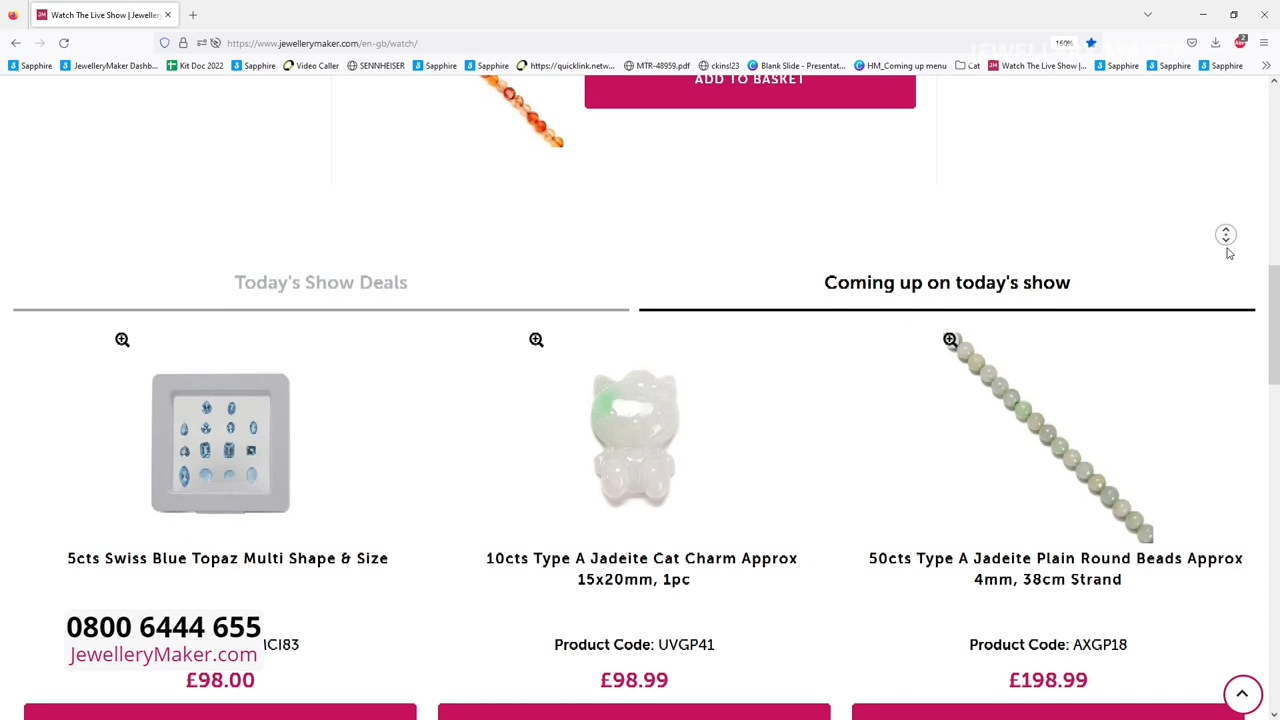 Watch The Live Show | Jeweller
https://www.jewellerymaker.com
gb/watch/
160%
2
Sapphire
JewelleryMaker Dashb...
Kit Doc 2022
Sapphire
Video Caller
SENNHEISER
Sapphire
Sapphire
https://quicklink.netw...
MTR-48959.pdf
ckins!23
Blank Slide - Presentat...
HM_Coming up menu
Cat
Watch The Live Show |...
Sapphire
Sapphire
Sapphire
ADD TO BASKET
Today's Show Deals
Coming up on today's show
5cts Swiss Blue Topaz Multi Shape & Size
10cts Type A Jadeite Cat Charm Approx
15x20mm, 1pc
50cts Type A Jadeite Plain Round Beads Approx
4mm, 38cm Strand
0800 6444 655
JewelleryMaker.com
MCI83
Product Code: UVGP41
Product Code: AXGP18
£98.00
£98.99
£198.99